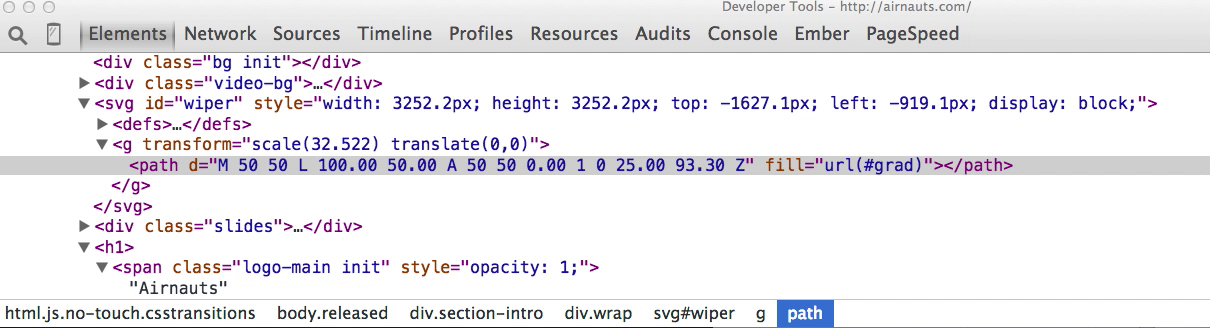 Developer Tools - http://airnauts.com/
Elements Network Sources Timeline Profiles Resources Audits Console Ember PageSpeed
<div class="bg init"></div>
<div class="video-bg">…</div>
<svg id="wiper" style="width: 3252.2px; height: 3252.2px; top: -1627.1px; left: -919.1px; display: block;">
<defs>…</defs>
<g transform="scale(32.522) translate(0,0)">
<path d="M 50 50 L 100.00 50.00 A 50 50 0.00 1 0 25.00 93.30 Z" fill="url(#grad)"></path>
</g>
</svg>
<div class="slides">…</div>
<h1>
<span class="logo-main init" style="opacity: 1;">
"Airnauts"
html.js.no-touch.csstransitions body.released div.section-intro div.wrap svg#wiper g path